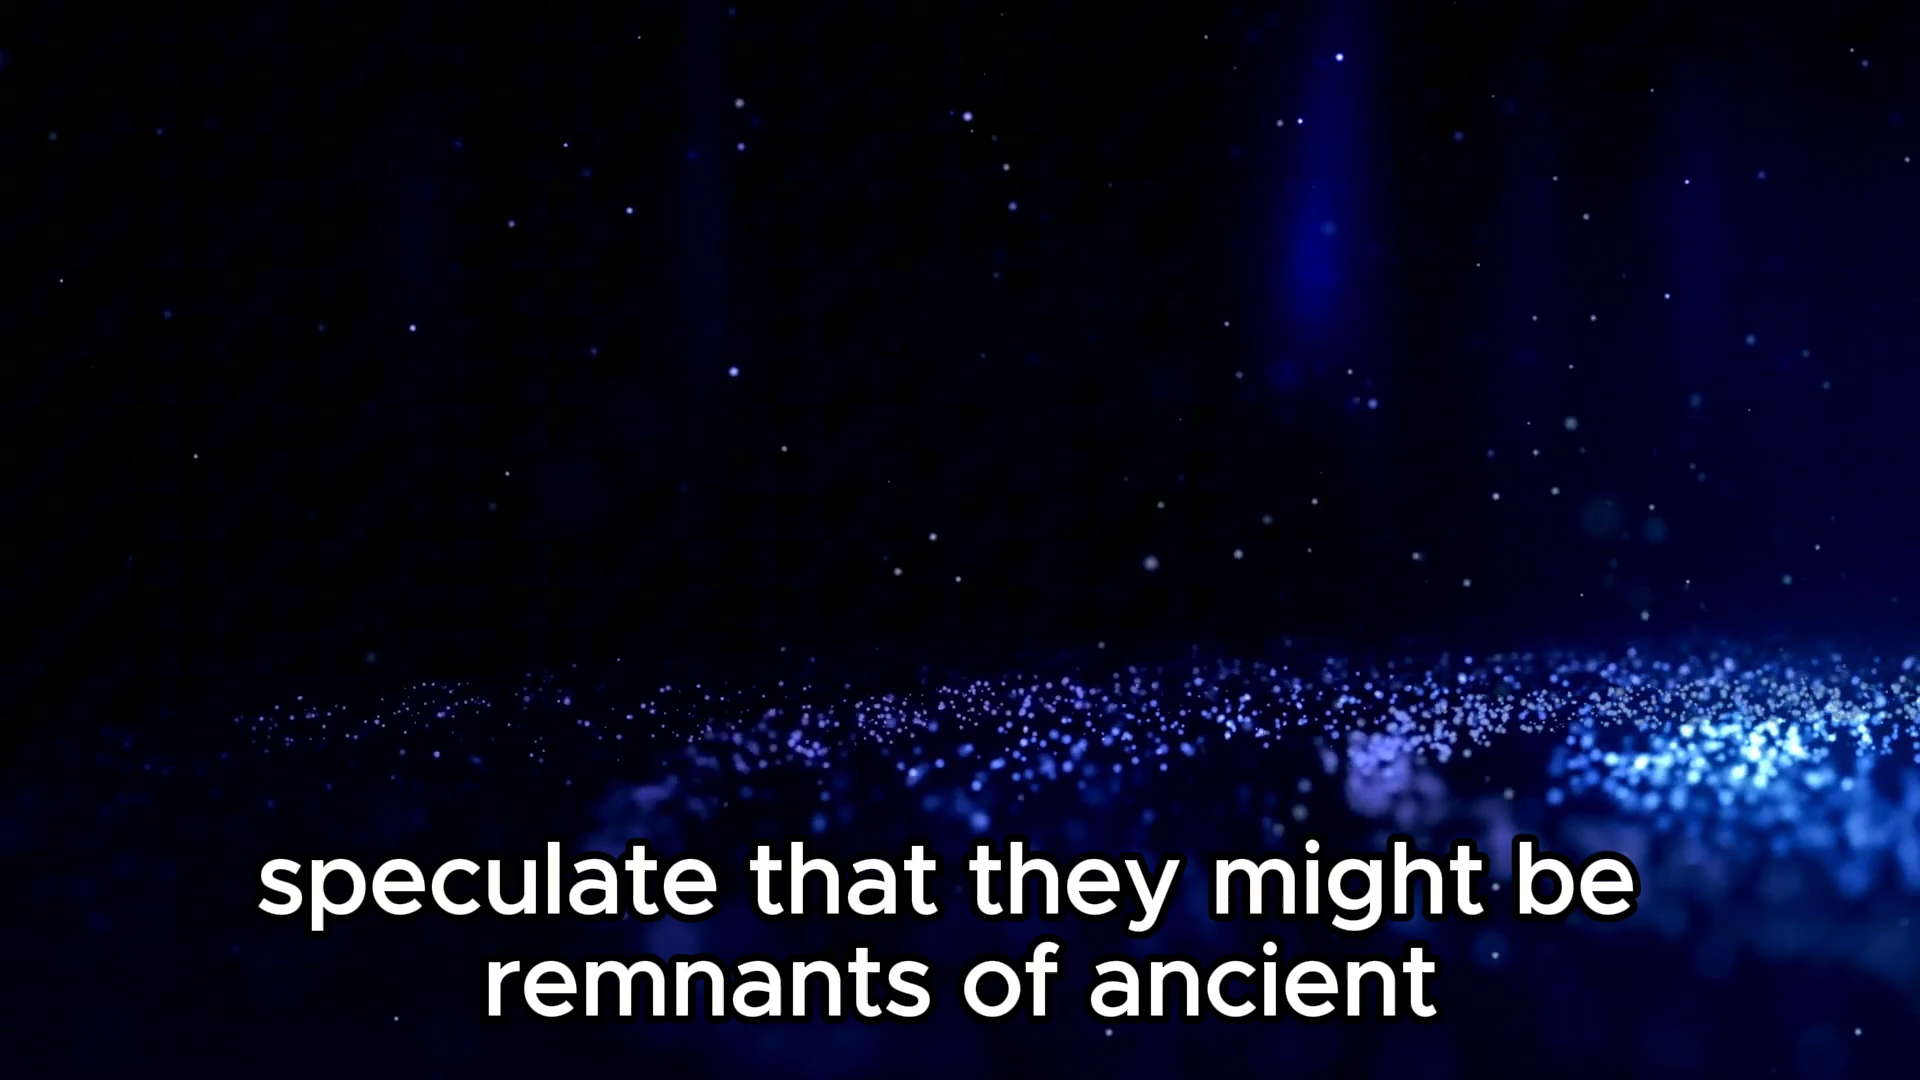 speculate that they might be
remnants of ancient